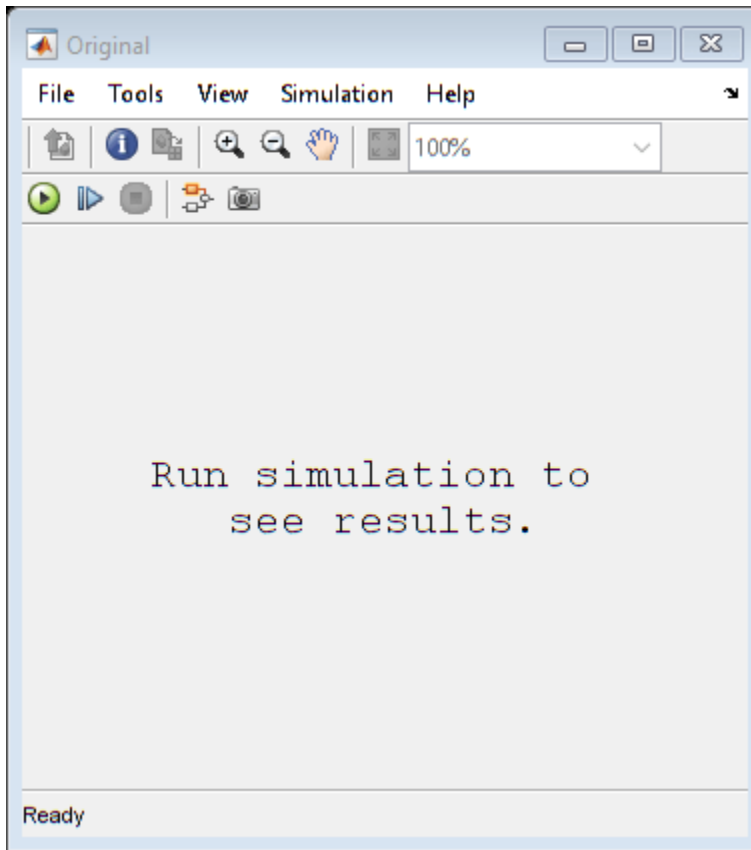 Original
File Tools View Simulation Help
100%
Run simulation to
see results.
Ready